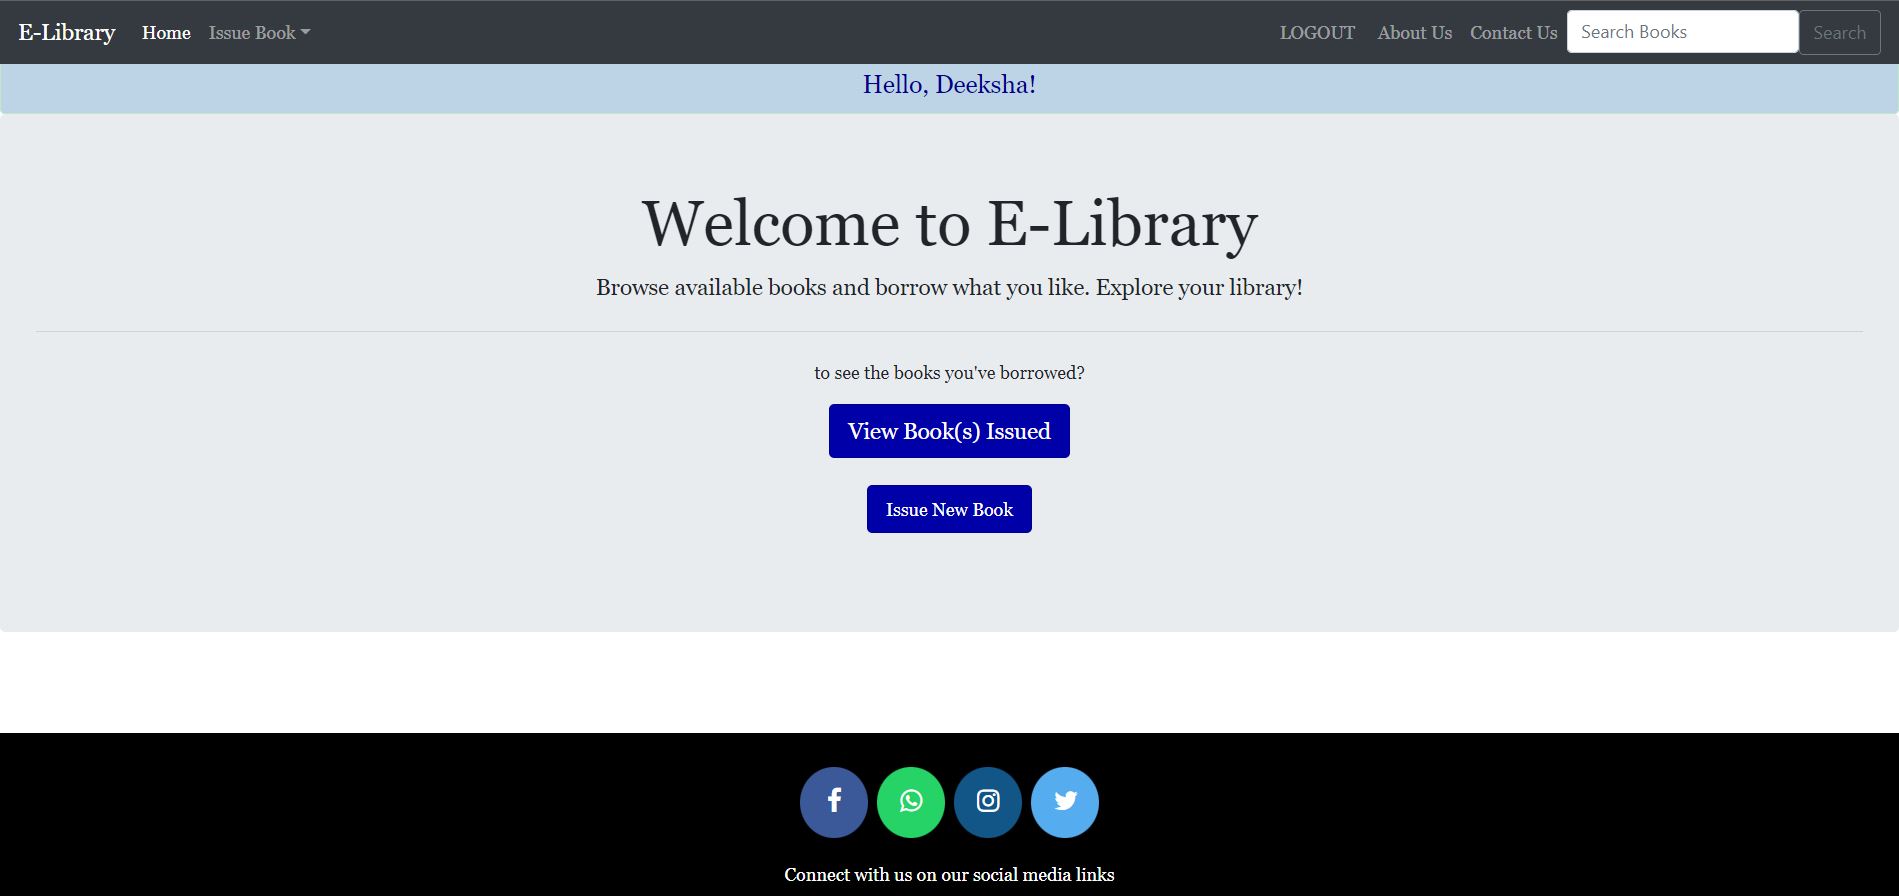 E-Library Home Issue Book LOGOUT About Us Contact Us Search Books Search
Hello, Deeksha!
Welcome to E-Library
Browse available books and borrow what you like. Explore your library!
to see the books you've borrowed?
View Book(s) Issued
Issue New Book
Connect with us on our social media links